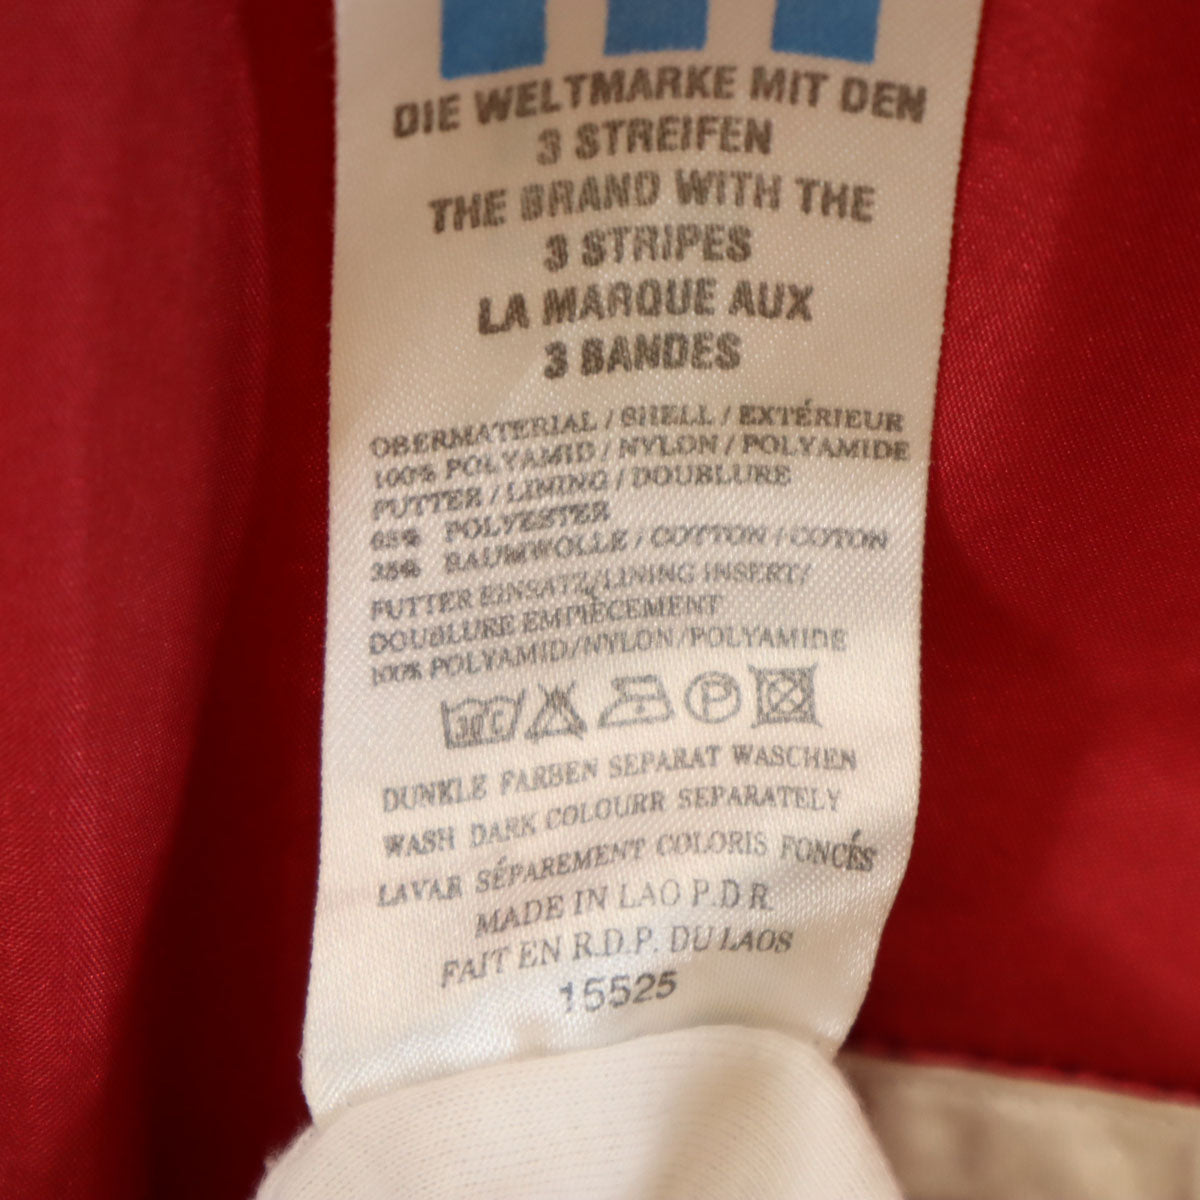 DIE WELTMARKE MIT DEN
3 STREIFEN
THE BRAND WITH THE
3 STRIPES
LA MARQUE AUX
3 BANDES
OBERMATERIAL / SHELL / EXTÉRIEUR
100% POLYAMID / NYLON / POLYAMIDE
FUTTER / LINING / DOUBLURE
65% POLYESTER
35% BAUMWOLLE / COTTON / COTON
FUTTER EINSATZ/LINING INSERT/
DOUBLURE EMPIÈCEMENT
100% POLYAMID/NYLON/POLYAMIDE
30°C P
DUNKLE FARBEN SEPARAT WASCHEN
WASH DARK COLOURR SEPARATELY
LAVAR SÉPAREMENT COLORIS FONCÉS
MADE IN LAO P.D R.
FAIT EN R.D.P. DU LAOS
15525